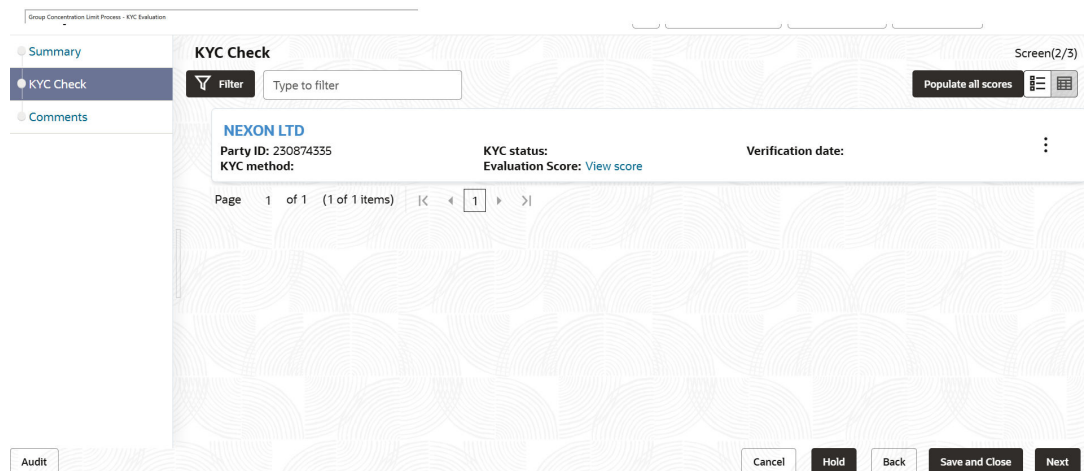 Group Concentration Limit Process - KYC Evaluation
Summary
KYC Check
Comments
KYC Check
Screen(2/3)
Filter
Type to filter
Populate all scores
NEXON LTD
Party ID: 230874335
KYC status:
Verification date:
KYC method:
Evaluation Score: View score
Page 1 of 1 (1 of 1 items) 1
Audit
Cancel
Hold
Back
Save and Close
Next